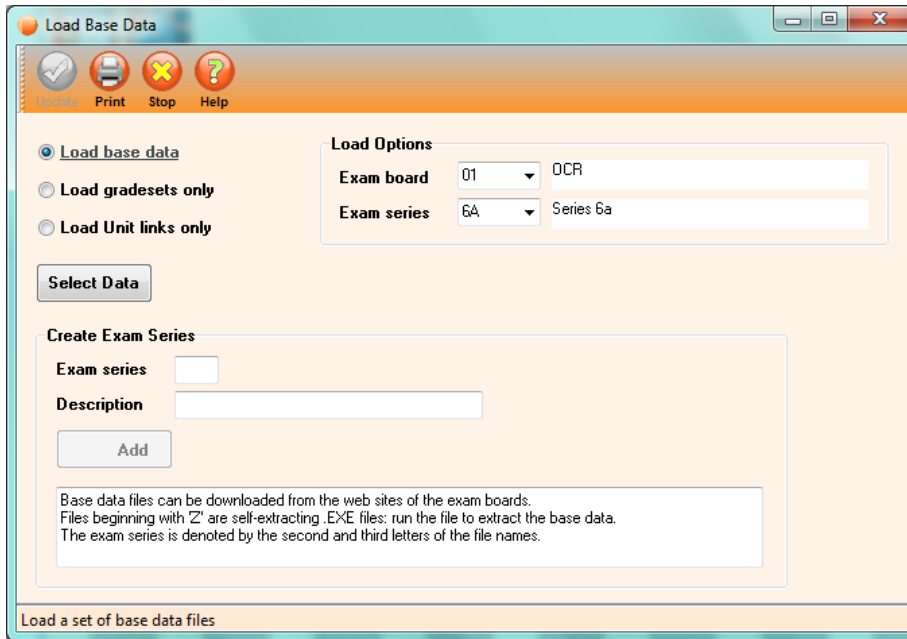 Load Base Data
Update Print Stop Help
Load base data
Load gradesets only
Load Unit links only
Load Options
Exam board 01 OCR
Exam series 6A Series 6a
Select Data
Create Exam Series
Exam series
Description
Add
Base data files can be downloaded from the web sites of the exam boards.
Files beginning with 'Z' are self-extracting .EXE files: run the file to extract the base data.
The exam series is denoted by the second and third letters of the file names.
Load a set of base data files